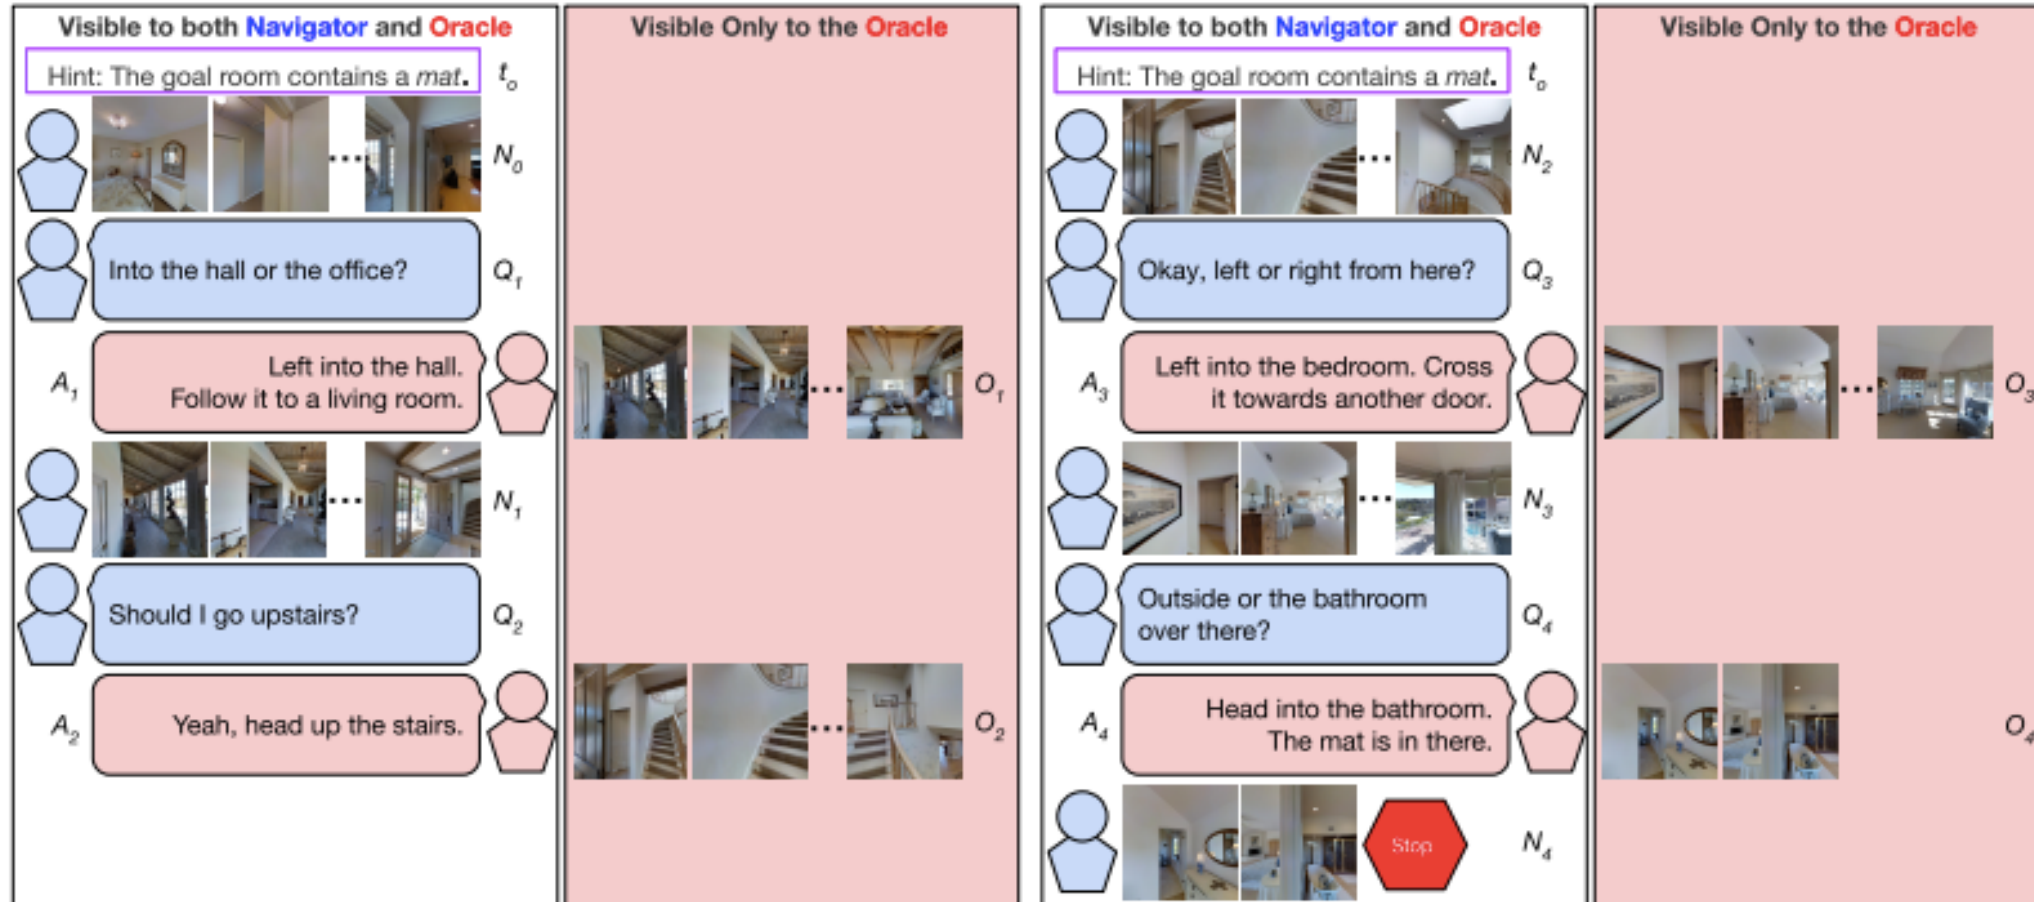 Visible to both Navigator and Oracle
Hint: The goal room contains a mat.
t₀
N₀
Into the hall or the office?
Q₁
Left into the hall.
Follow it to a living room.
A₁
N₁
Should I go upstairs?
Q₂
Yeah, head up the stairs.
A₂
Visible Only to the Oracle
O₁
O₂
Visible to both Navigator and Oracle
Hint: The goal room contains a mat.
t₀
N₂
Okay, left or right from here?
Q₃
Left into the bedroom. Cross
it towards another door.
A₃
N₃
Outside or the bathroom
over there?
Q₄
Head into the bathroom.
The mat is in there.
A₄
Stop
N₄
Visible Only to the Oracle
O₃
O₄